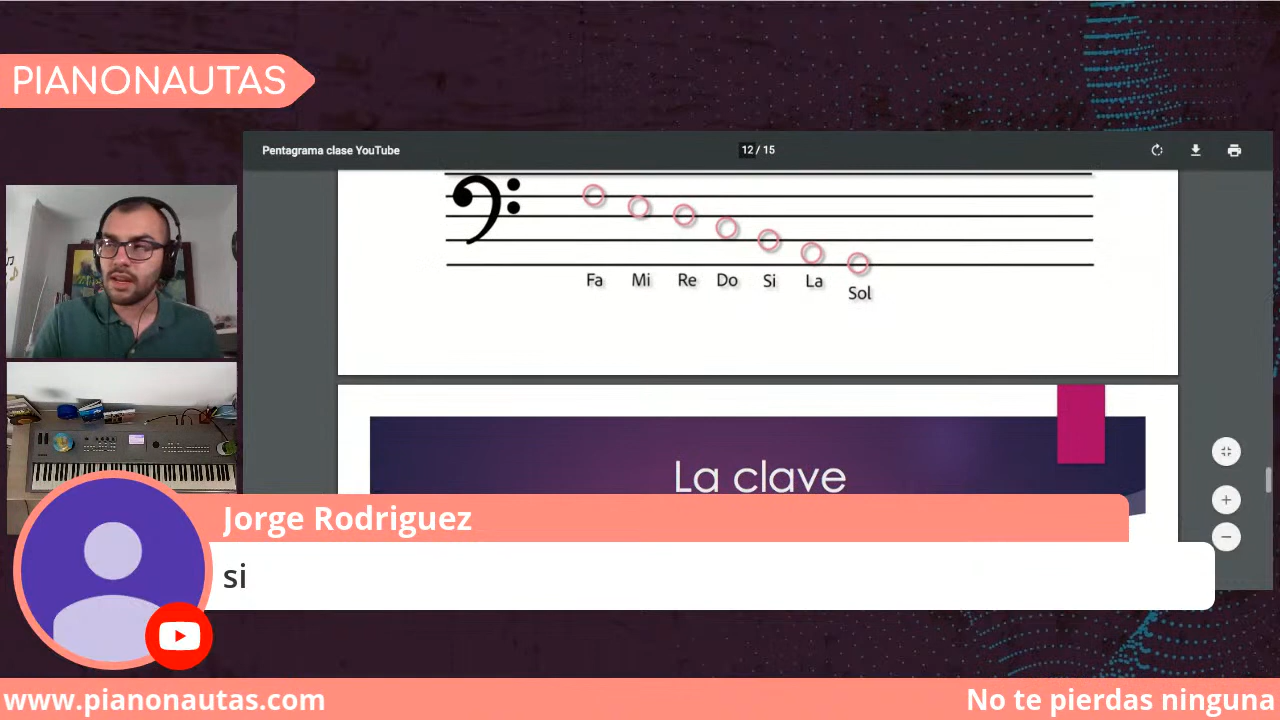 PIANONAUTAS
Pentagrama clase YouTube
12 / 15
Fa Mi Re Do Si La Sol
La clave
Jorge Rodriguez
si
www.pianonautas.com
No te pierdas ninguna